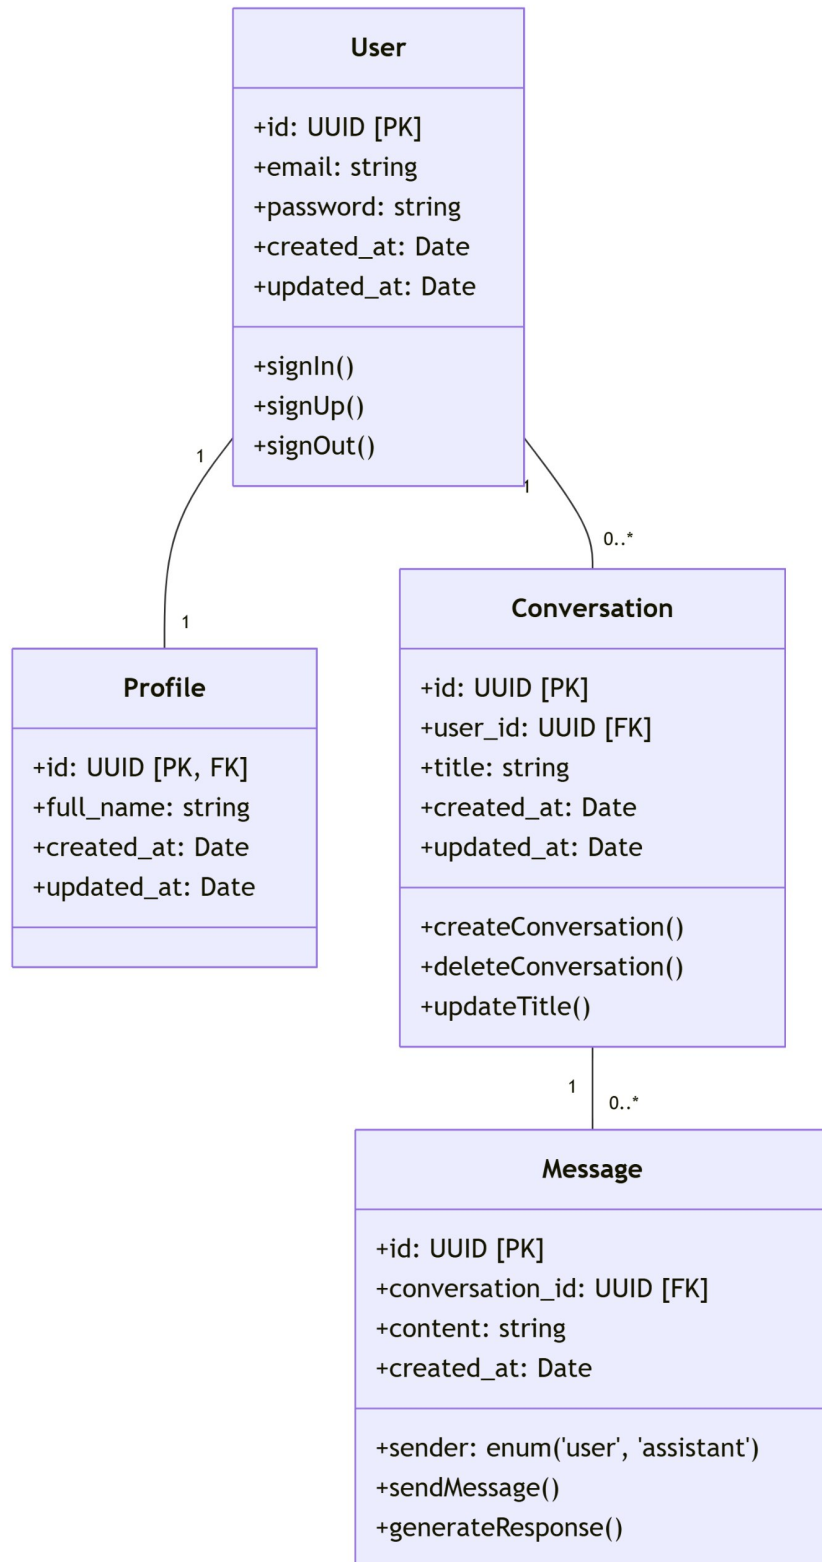 User
+id: UUID [PK]
+email: string
+password: string
+created_at: Date
+updated_at: Date
+signIn()
+signUp()
+signOut()
1
1
1
0..*
Profile
+id: UUID [PK, FK]
+full_name: string
+created_at: Date
+updated_at: Date
Conversation
+id: UUID [PK]
+user_id: UUID [FK]
+title: string
+created_at: Date
+updated_at: Date
+createConversation()
+deleteConversation()
+updateTitle()
1
0..*
Message
+id: UUID [PK]
+conversation_id: UUID [FK]
+content: string
+created_at: Date
+sender: enum('user', 'assistant')
+sendMessage()
+generateResponse()